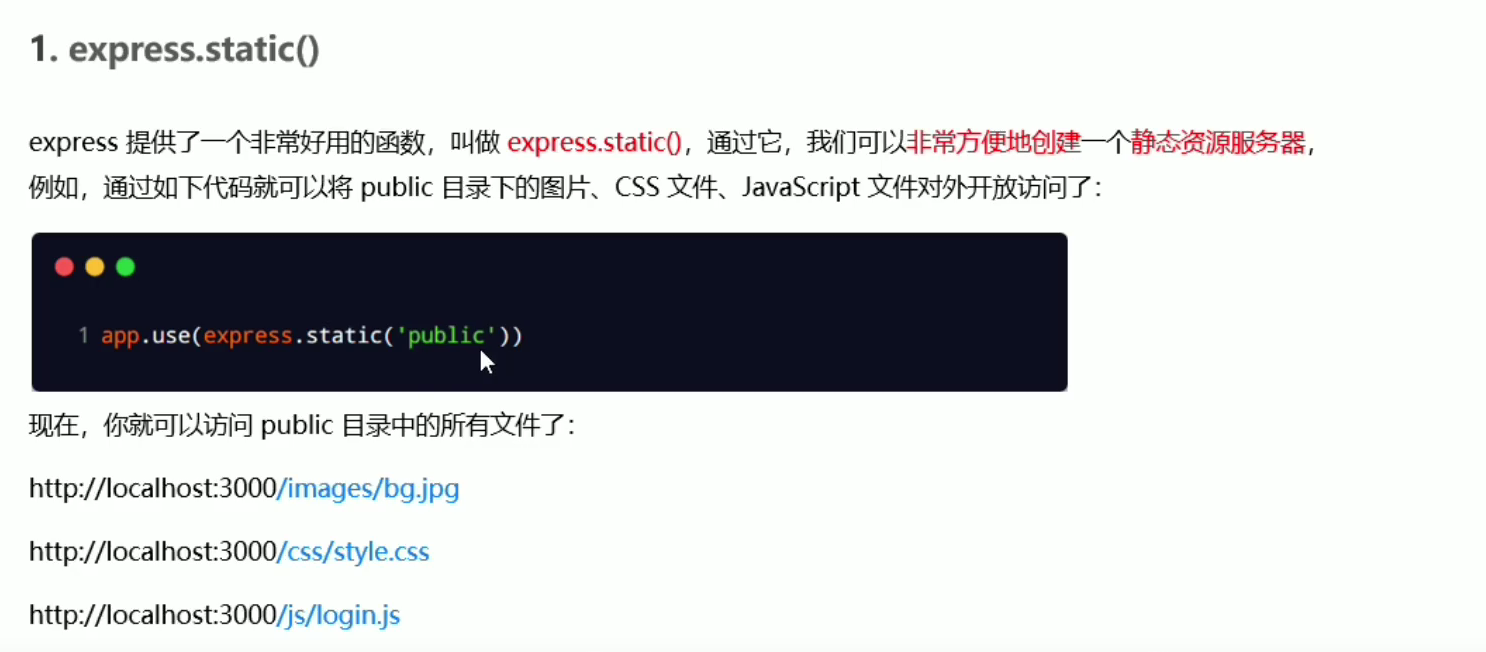 1. express.static()
express 提供了一个非常好用的函数，叫做 express.static()，通过它，我们可以非常方便地创建一个静态资源服务器，
例如，通过如下代码就可以将 public 目录下的图片、CSS 文件、JavaScript 文件对外开放访问了：
1 app.use(express.static('public'))
现在，你就可以访问 public 目录中的所有文件了：
http://localhost:3000/images/bg.jpg
http://localhost:3000/css/style.css
http://localhost:3000/js/login.js